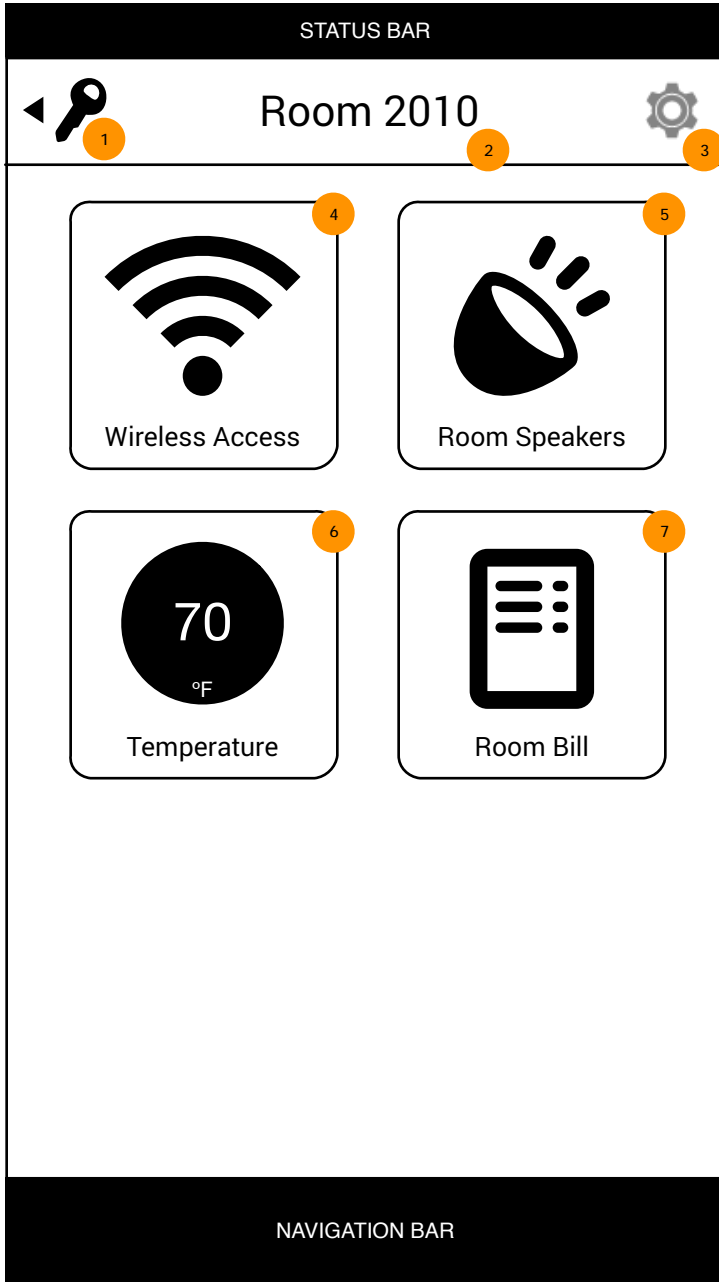 STATUS BAR
Room 2010
1
2
3
4
5
Wireless Access
Room Speakers
6
7
70
°F
Temperature
Room Bill
NAVIGATION BAR